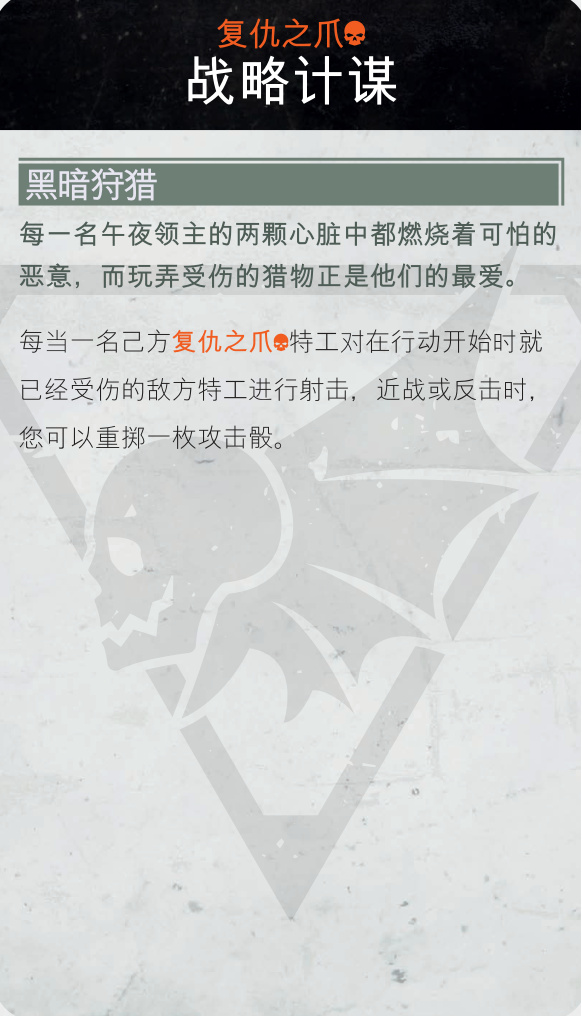 复仇之爪
战略计谋
黑暗狩猎
每一名午夜领主的两颗心脏中都燃烧着可怕的
恶意，而玩弄受伤的猎物正是他们的最爱。
每当一名己方复仇之爪特工对在行动开始时就
已经受伤的敌方特工进行射击，近战或反击时，
您可以重掷一枚攻击骰。